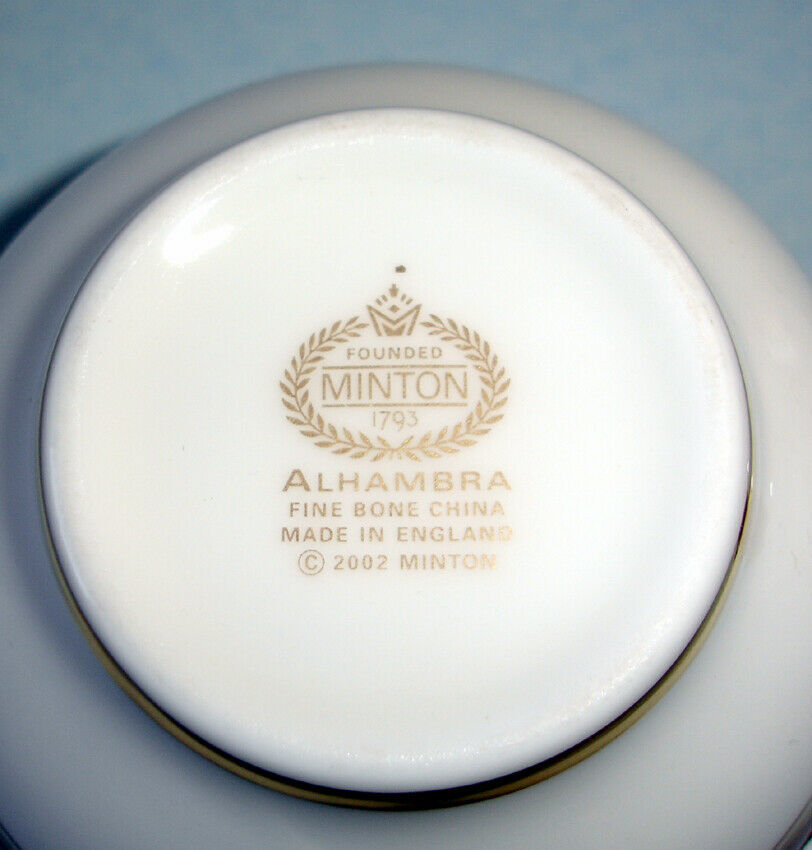 FOUNDED
MINTON
1793
ALHAMBRA
FINE BONE CHINA
MADE IN ENGLAND
© 2002 MINTON